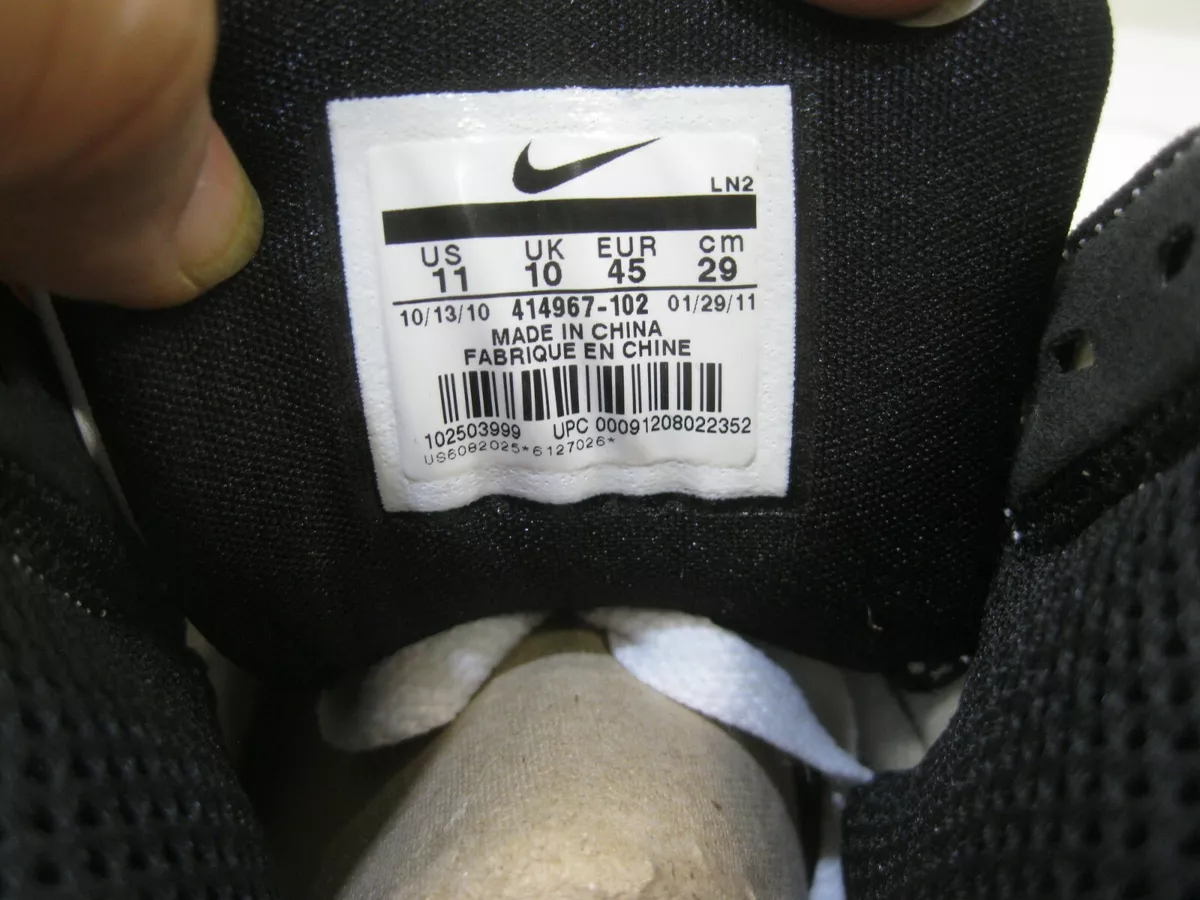 LN2
US UK EUR cm
11 10 45 29
10/13/10 414967-102 01/29/11
MADE IN CHINA
FABRIQUE EN CHINE
102503999 UPC 00091208022352
US6082025*6127026*